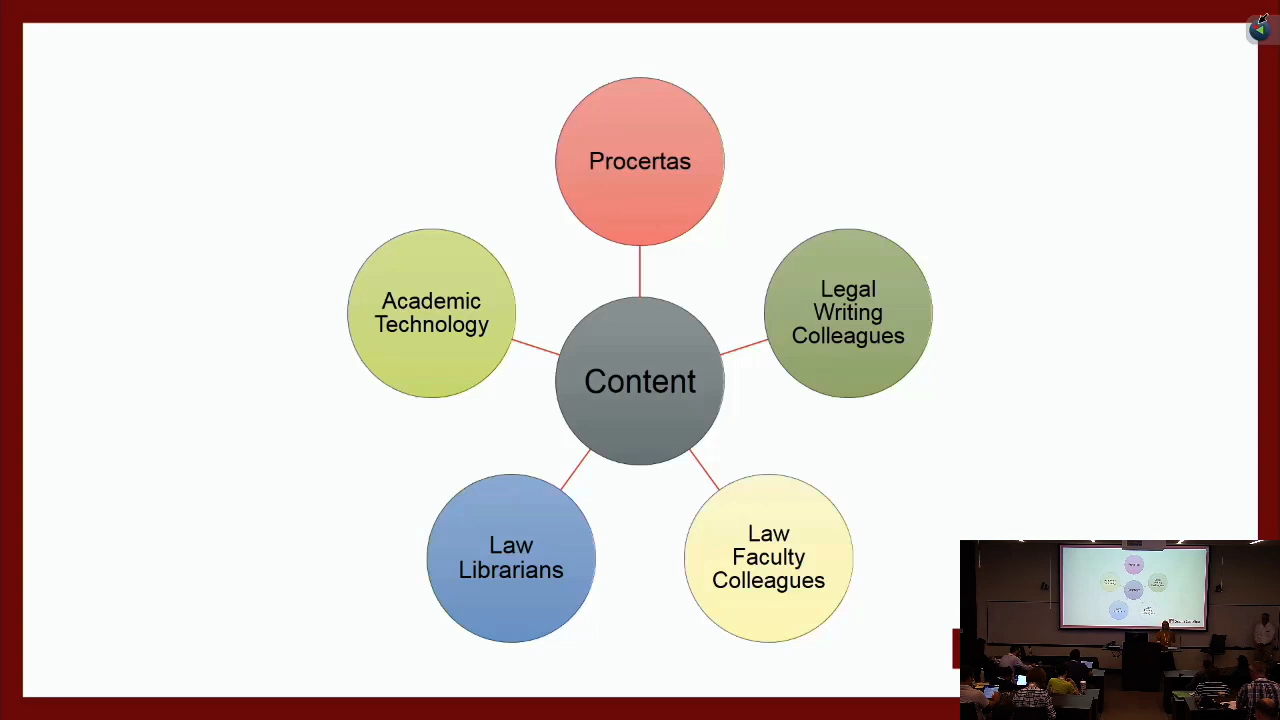 Procertas
Legal
Writing
Colleagues
Academic
Technology
Content
Law
Faculty
Colleagues
Law
Librarians